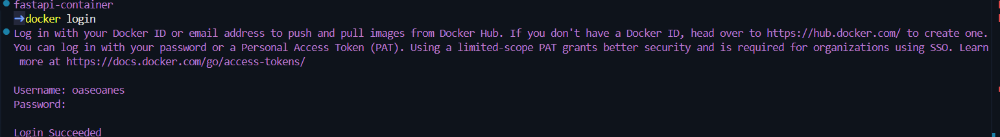 fastapi-container
→docker login
Log in with your Docker ID or email address to push and pull images from Docker Hub. If you don't have a Docker ID, head over to https://hub.docker.com/ to create one.
You can log in with your password or a Personal Access Token (PAT). Using a limited-scope PAT grants better security and is required for organizations using SSO. Learn
more at https://docs.docker.com/go/access-tokens/
Username: oaseoanes
Password:
Login Succeeded